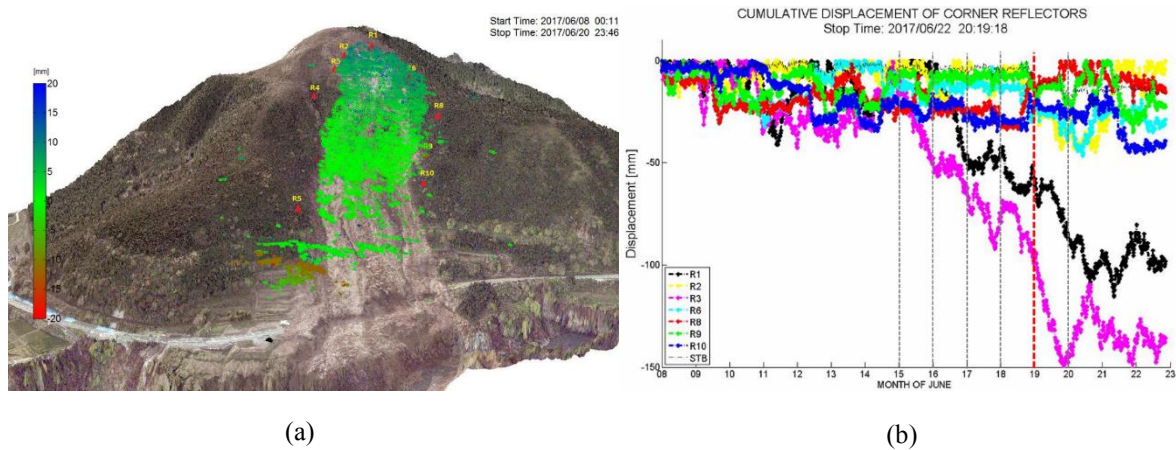 Start Time: 2017/06/08 00:11
Stop Time: 2017/06/20 23:46
[mm]
20
15
10
5
0
-5
-10
-15
-20
R1
R2
R3
6
R4
R8
R9
R10
R5
(a)
CUMULATIVE DISPLACEMENT OF CORNER REFLECTORS
Stop Time: 2017/06/22 20:19:18
Displacement [mm]
0
-50
-100
-150
R1
R2
R3
R6
R8
R9
R10
STB
08 09 10 11 12 13 14 15 16 17 18 19 20 21 22 23
MONTH OF JUNE
(b)